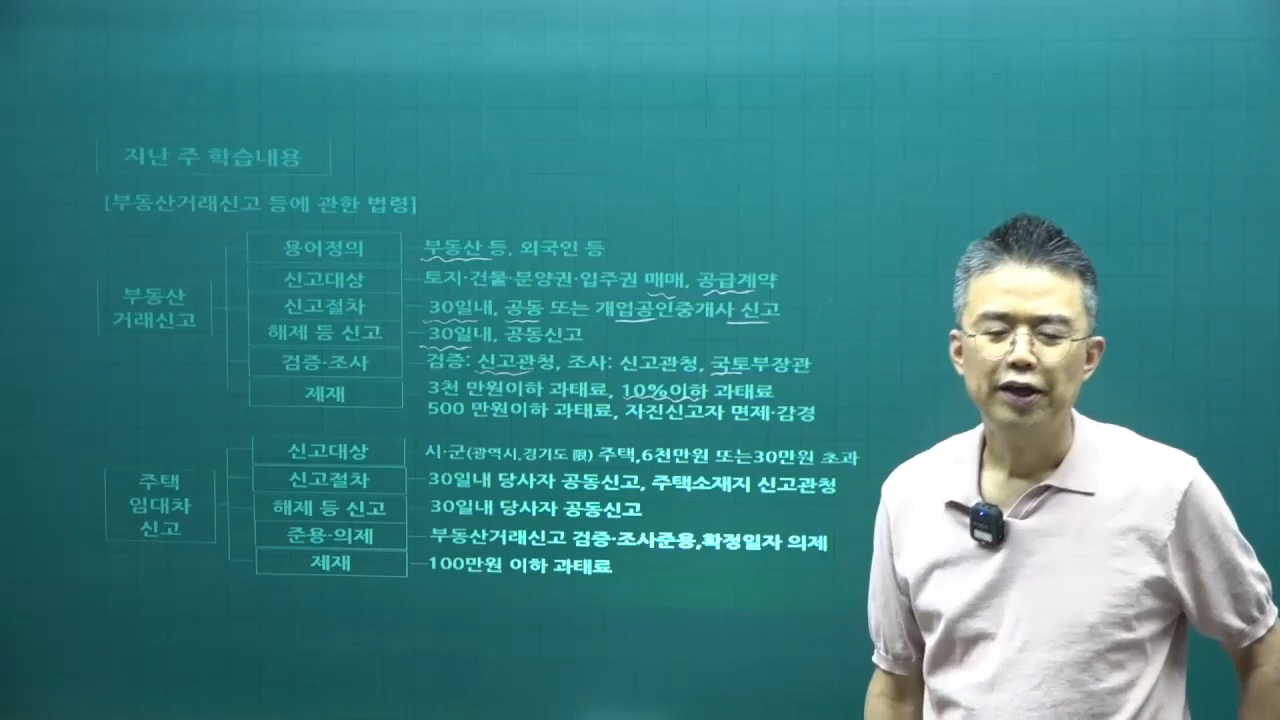 지난 주 학습내용
[부동산거래신고 등에 관한 법령]
부동산
거래신고
용어정의 부동산 등, 외국인 등
신고대상 토지·건물·분양권·입주권 매매, 공급계약
신고절차 30일내, 공동 또는 개업공인중개사 신고
해제 등 신고 30일내, 공동신고
검증·조사 검증: 신고관청, 조사: 신고관청, 국토부장관
제재 3천 만원이하 과태료, 10%이하 과태료
500 만원이하 과태료, 자진신고자 면제·감경
주택
임대차
신고
신고대상 시·군(광역시,경기도 限) 주택,6천만원 또는30만원 초과
신고절차 30일내 당사자 공동신고, 주택소재지 신고관청
해제 등 신고 30일내 당사자 공동신고
준용·의제 부동산거래신고 검증·조사준용,확정일자 의제
제재 100만원 이하 과태료